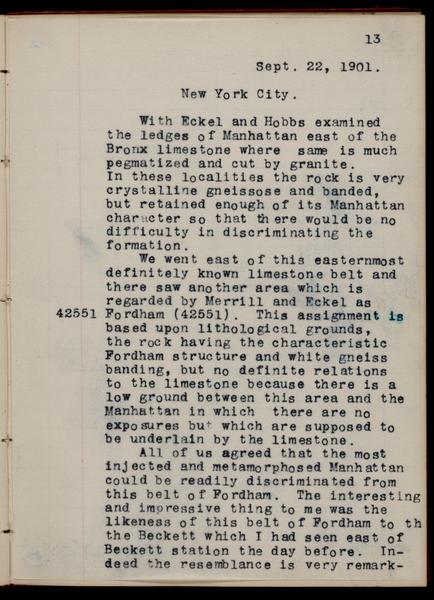 13
Sept. 22, 1901.
New York City.
With Eckel and Hobbs examined
the ledges of Manhattan east of the
Bronx limestone where same is much
pegmatized and cut by granite.
In these localities the rock is very
crystalline gneissose and banded,
but retained enough of its Manhattan
character so that there would be no
difficulty in discriminating the
formation.
We went east of this easternmost
definitely known limestone belt and
there saw another area which is
regarded by Merrill and Eckel as
42551 Fordham (42551). This assignment is
based upon lithological grounds,
the rock having the characteristic
Fordham structure and white gneiss
banding, but no definite relations
to the limestone because there is a
low ground between this area and the
Manhattan in which there are no
exposures but which are supposed to
be underlain by the limestone.
All of us agreed that the most
injected and metamorphosed Manhattan
could be readily discriminated from
this belt of Fordham. The interesting
and impressive thing to me was the
likeness of this belt of Fordham to th
the Beckett which I had seen east of
Beckett station the day before. In-
deed the resemblance is very remark-